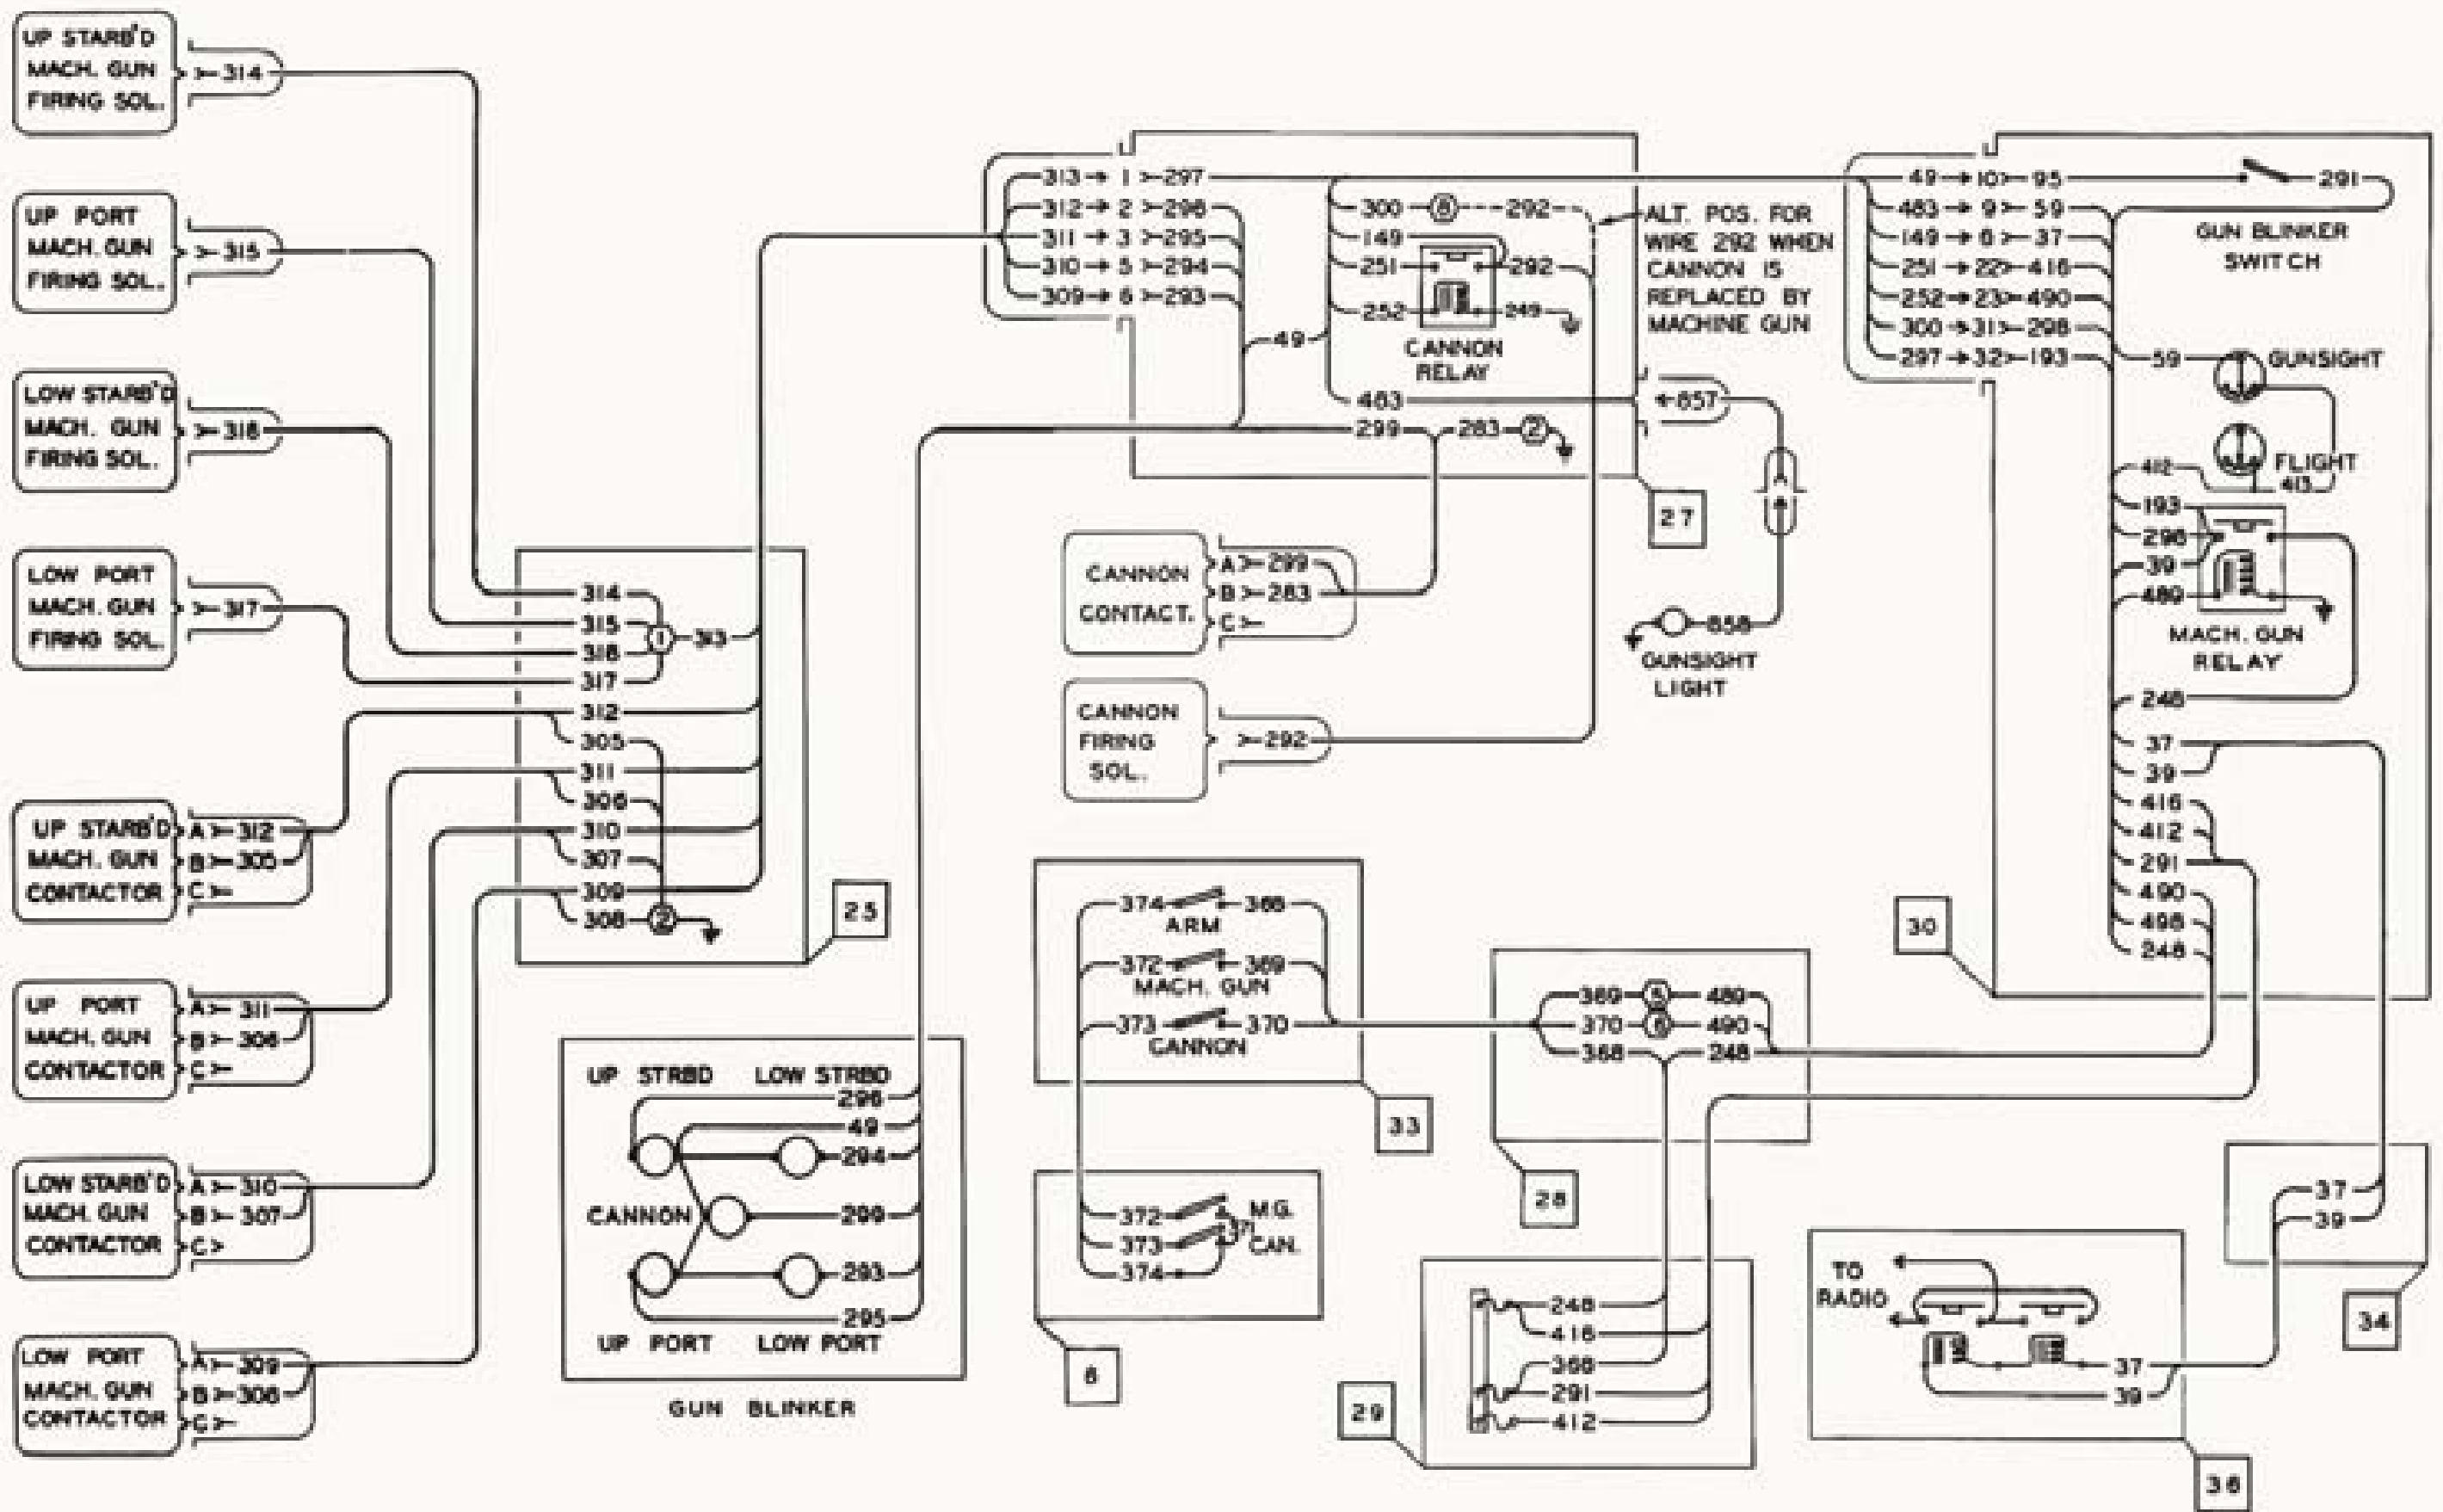 UP STARB'D
MACH. GUN
FIRING SOL.
314
UP PORT
MACH. GUN
FIRING SOL.
315
LOW STARB'D
MACH. GUN
FIRING SOL.
318
LOW PORT
MACH. GUN
FIRING SOL.
317
UP STARB'D
MACH. GUN
CONTACTOR
A 312
B 305
C
UP PORT
MACH. GUN
CONTACTOR
A 311
B 306
C
LOW STARB'D
MACH. GUN
CONTACTOR
A 310
B 307
C
LOW PORT
MACH. GUN
CONTACTOR
A 309
B 308
C
314
315
318
317
1 313
312
305
311
306
310
307
309
308 2
25
UP STRBD LOW STRBD
296
49
294
CANNON
299
293
295
UP PORT LOW PORT
GUN BLINKER
313 1 297
312 2 296
311 3 295
310 5 294
309 6 293
49
300 8 292
149
251 292
252 249
CANNON
RELAY
483
299 283 2
27
ALT. POS. FOR
WIRE 292 WHEN
CANNON IS
REPLACED BY
MACHINE GUN
857
A
858
GUNSIGHT
LIGHT
CANNON
CONTACT.
A 299
B 283
C
CANNON
FIRING
SOL.
292
374 368
ARM
372 369
MACH. GUN
373 370
CANNON
33
372 M.G.
371
373 CAN.
374
6
369 5 489
370 6 490
368 248
28
248
416
368
291
412
29
49 10 95
483 9 59
149 6 37
251 22 416
252 23 490
300 31 298
297 32 193
291
GUN BLINKER
SWITCH
59 GUNSIGHT
FLIGHT
412 413
193
298
39
489
MACH. GUN
RELAY
248
37
39
416
412
291
490
498
248
30
37
39
34
TO
RADIO
37
39
36